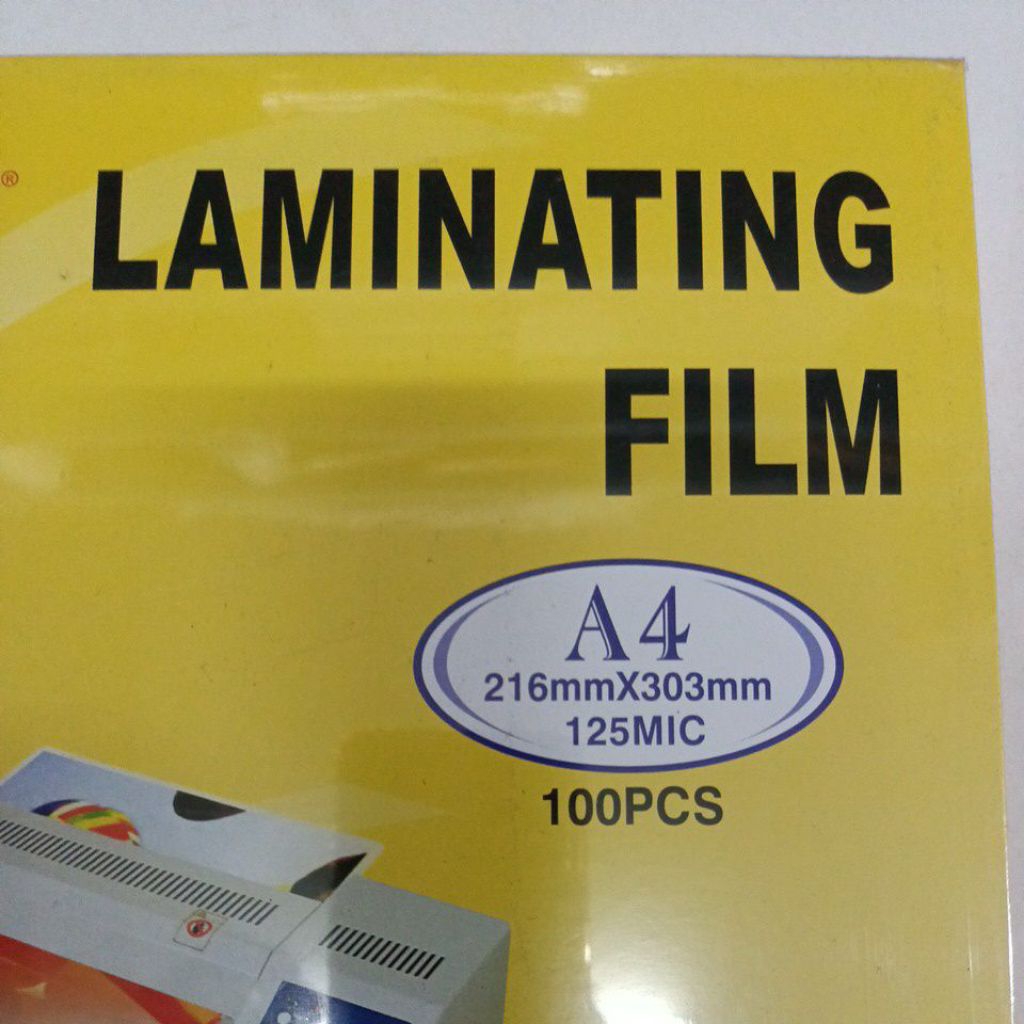 ®
LAMINATING
FILM
A4
216mmX303mm
125MIC
100PCS